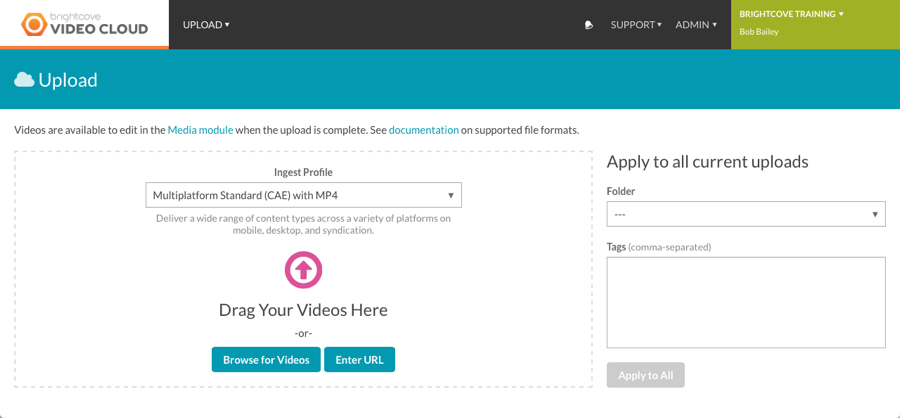 brightcove
VIDEO CLOUD
UPLOAD
SUPPORT
ADMIN
BRIGHTCOVE TRAINING
Bob Bailey
Upload
Videos are available to edit in the Media module when the upload is complete. See documentation on supported file formats.
Ingest Profile
Multiplatform Standard (CAE) with MP4
Deliver a wide range of content types across a variety of platforms on
mobile, desktop, and syndication.
Drag Your Videos Here
-or-
Browse for Videos
Enter URL
Apply to all current uploads
Folder
---
Tags (comma-separated)
Apply to All